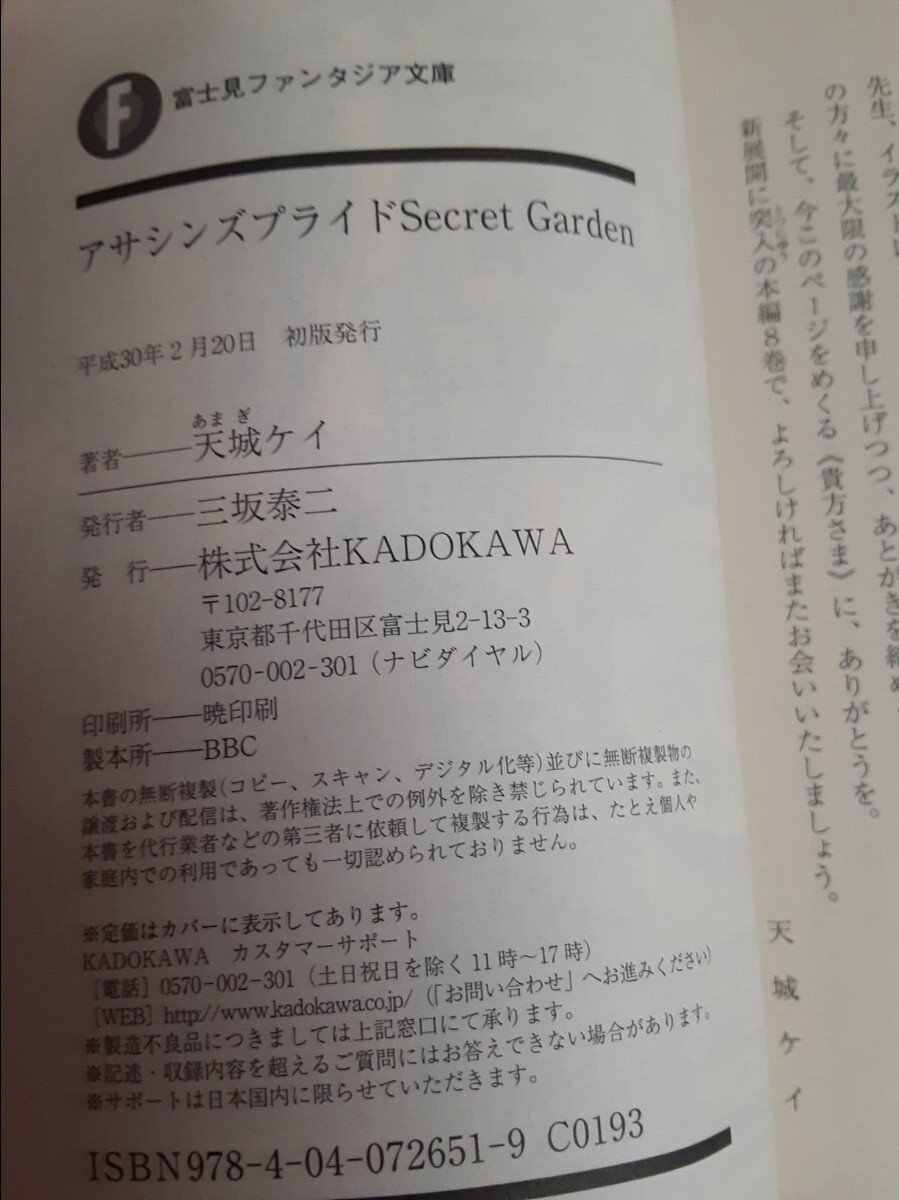 先生、イラスト
の方々に最大限の感謝を申し上げつつ、あとがきを
そして、今このページをめくる《貴方さま》に、ありがとうを。
新展開に突入の本編8巻で、よろしければまたお会いいたしましょう。
天城ケイ
F
富士見ファンタジア文庫
アサシンズプライドSecret Garden
平成30年2月20日　初版発行
あまぎ
著者――天城ケイ
発行者――三坂泰二
発　行――株式会社KADOKAWA
〒102-8177
東京都千代田区富士見2-13-3
0570-002-301（ナビダイヤル）
印刷所――暁印刷
製本所――BBC
本書の無断複製（コピー、スキャン、デジタル化等）並びに無断複製物の
譲渡および配信は、著作権法上での例外を除き禁じられています。また、
本書を代行業者などの第三者に依頼して複製する行為は、たとえ個人や
家庭内での利用であっても一切認められておりません。
※定価はカバーに表示してあります。
KADOKAWA　カスタマーサポート
［電話］0570-002-301（土日祝日を除く11時～17時）
［WEB］http://www.kadokawa.co.jp/（「お問い合わせ」へお進みください）
※製造不良品につきましては上記窓口にて承ります。
※記述・収録内容を超えるご質問にはお答えできない場合があります。
※サポートは日本国内に限らせていただきます。
ISBN978-4-04-072651-9 C0193